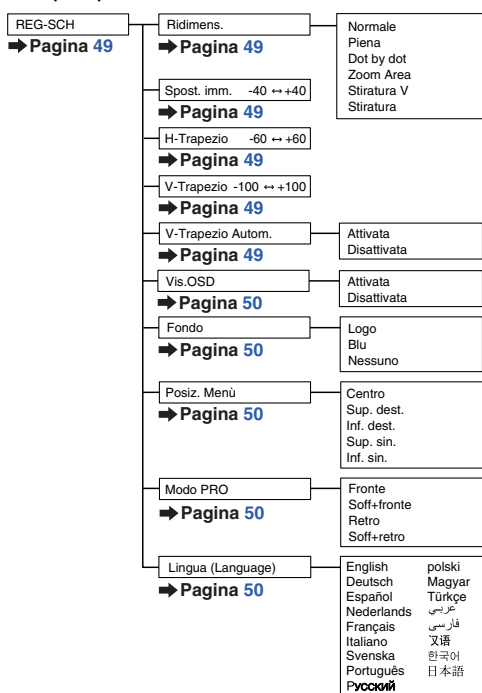 REG-SCH
➡Pagina 49
Ridimens.
➡Pagina 49
Normale
Piena
Dot by dot
Zoom Area
Stiratura V
Stiratura
Spost. imm. -40 ↔ +40
➡Pagina 49
H-Trapezio -60 ↔ +60
➡Pagina 49
V-Trapezio -100 ↔ +100
➡Pagina 49
V-Trapezio Autom.
➡Pagina 49
Attivata
Disattivata
Vis.OSD
➡Pagina 50
Attivata
Disattivata
Fondo
➡Pagina 50
Logo
Blu
Nessuno
Posiz. Menù
➡Pagina 50
Centro
Sup. dest.
Inf. dest.
Sup. sin.
Inf. sin.
Modo PRO
➡Pagina 50
Fronte
Soff+fronte
Retro
Soff+retro
Lingua (Language)
➡Pagina 50
English polski
Deutsch Magyar
Español Türkçe
Nederlands عربي
Français فارسی
Italiano 汉语
Svenska 한국어
Português 日本語
Русский